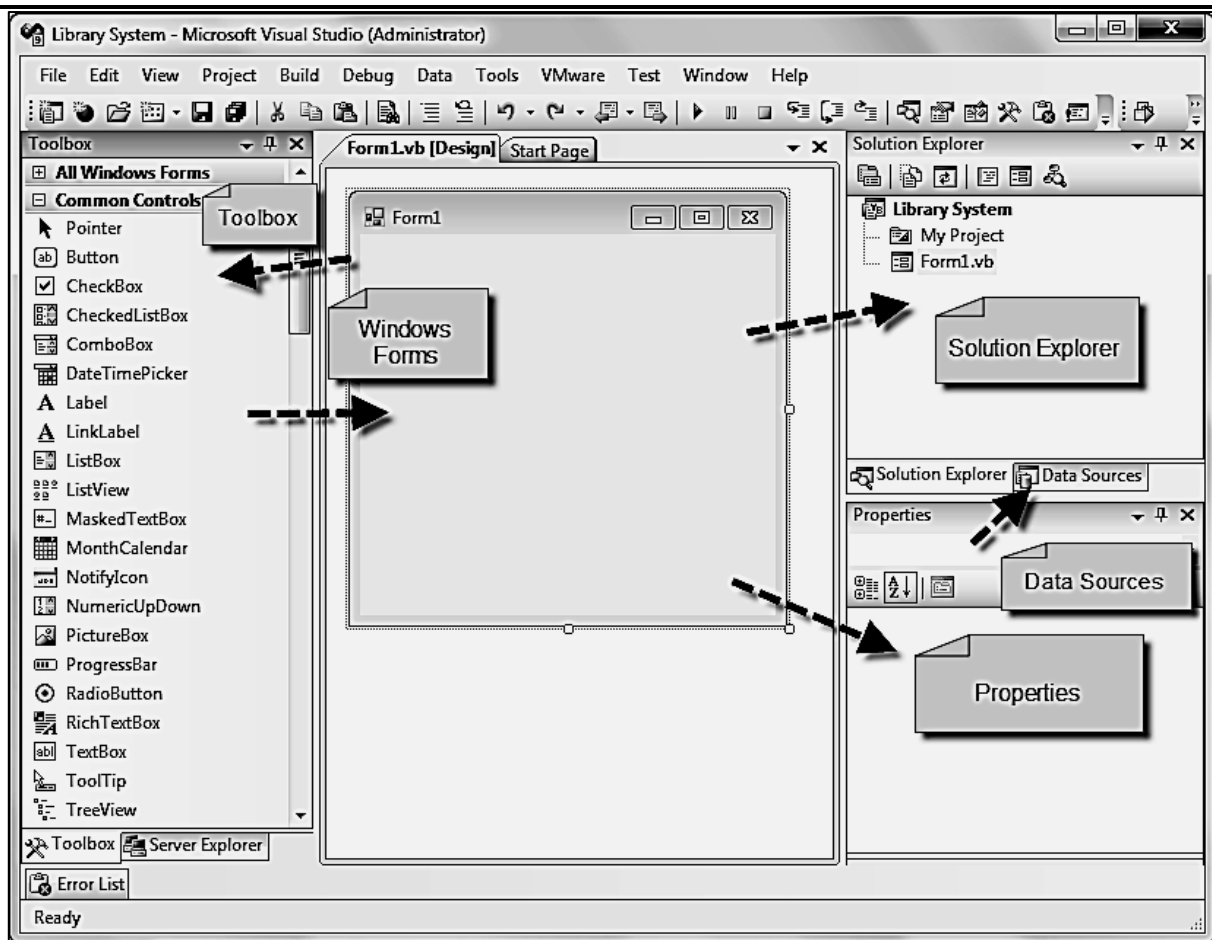 Library System - Microsoft Visual Studio (Administrator)
File Edit View Project Build Debug Data Tools VMware Test Window Help
Toolbox
All Windows Forms
Common Controls
Pointer
Button
CheckBox
CheckedListBox
ComboBox
DateTimePicker
Label
LinkLabel
ListBox
ListView
MaskedTextBox
MonthCalendar
NotifyIcon
NumericUpDown
PictureBox
ProgressBar
RadioButton
RichTextBox
TextBox
ToolTip
TreeView
Toolbox Server Explorer
Error List
Ready
Toolbox
Form1.vb [Design] Start Page
Form1
Windows
Forms
Solution Explorer
Library System
My Project
Form1.vb
Solution Explorer
Solution Explorer Data Sources
Properties
Data Sources
Properties